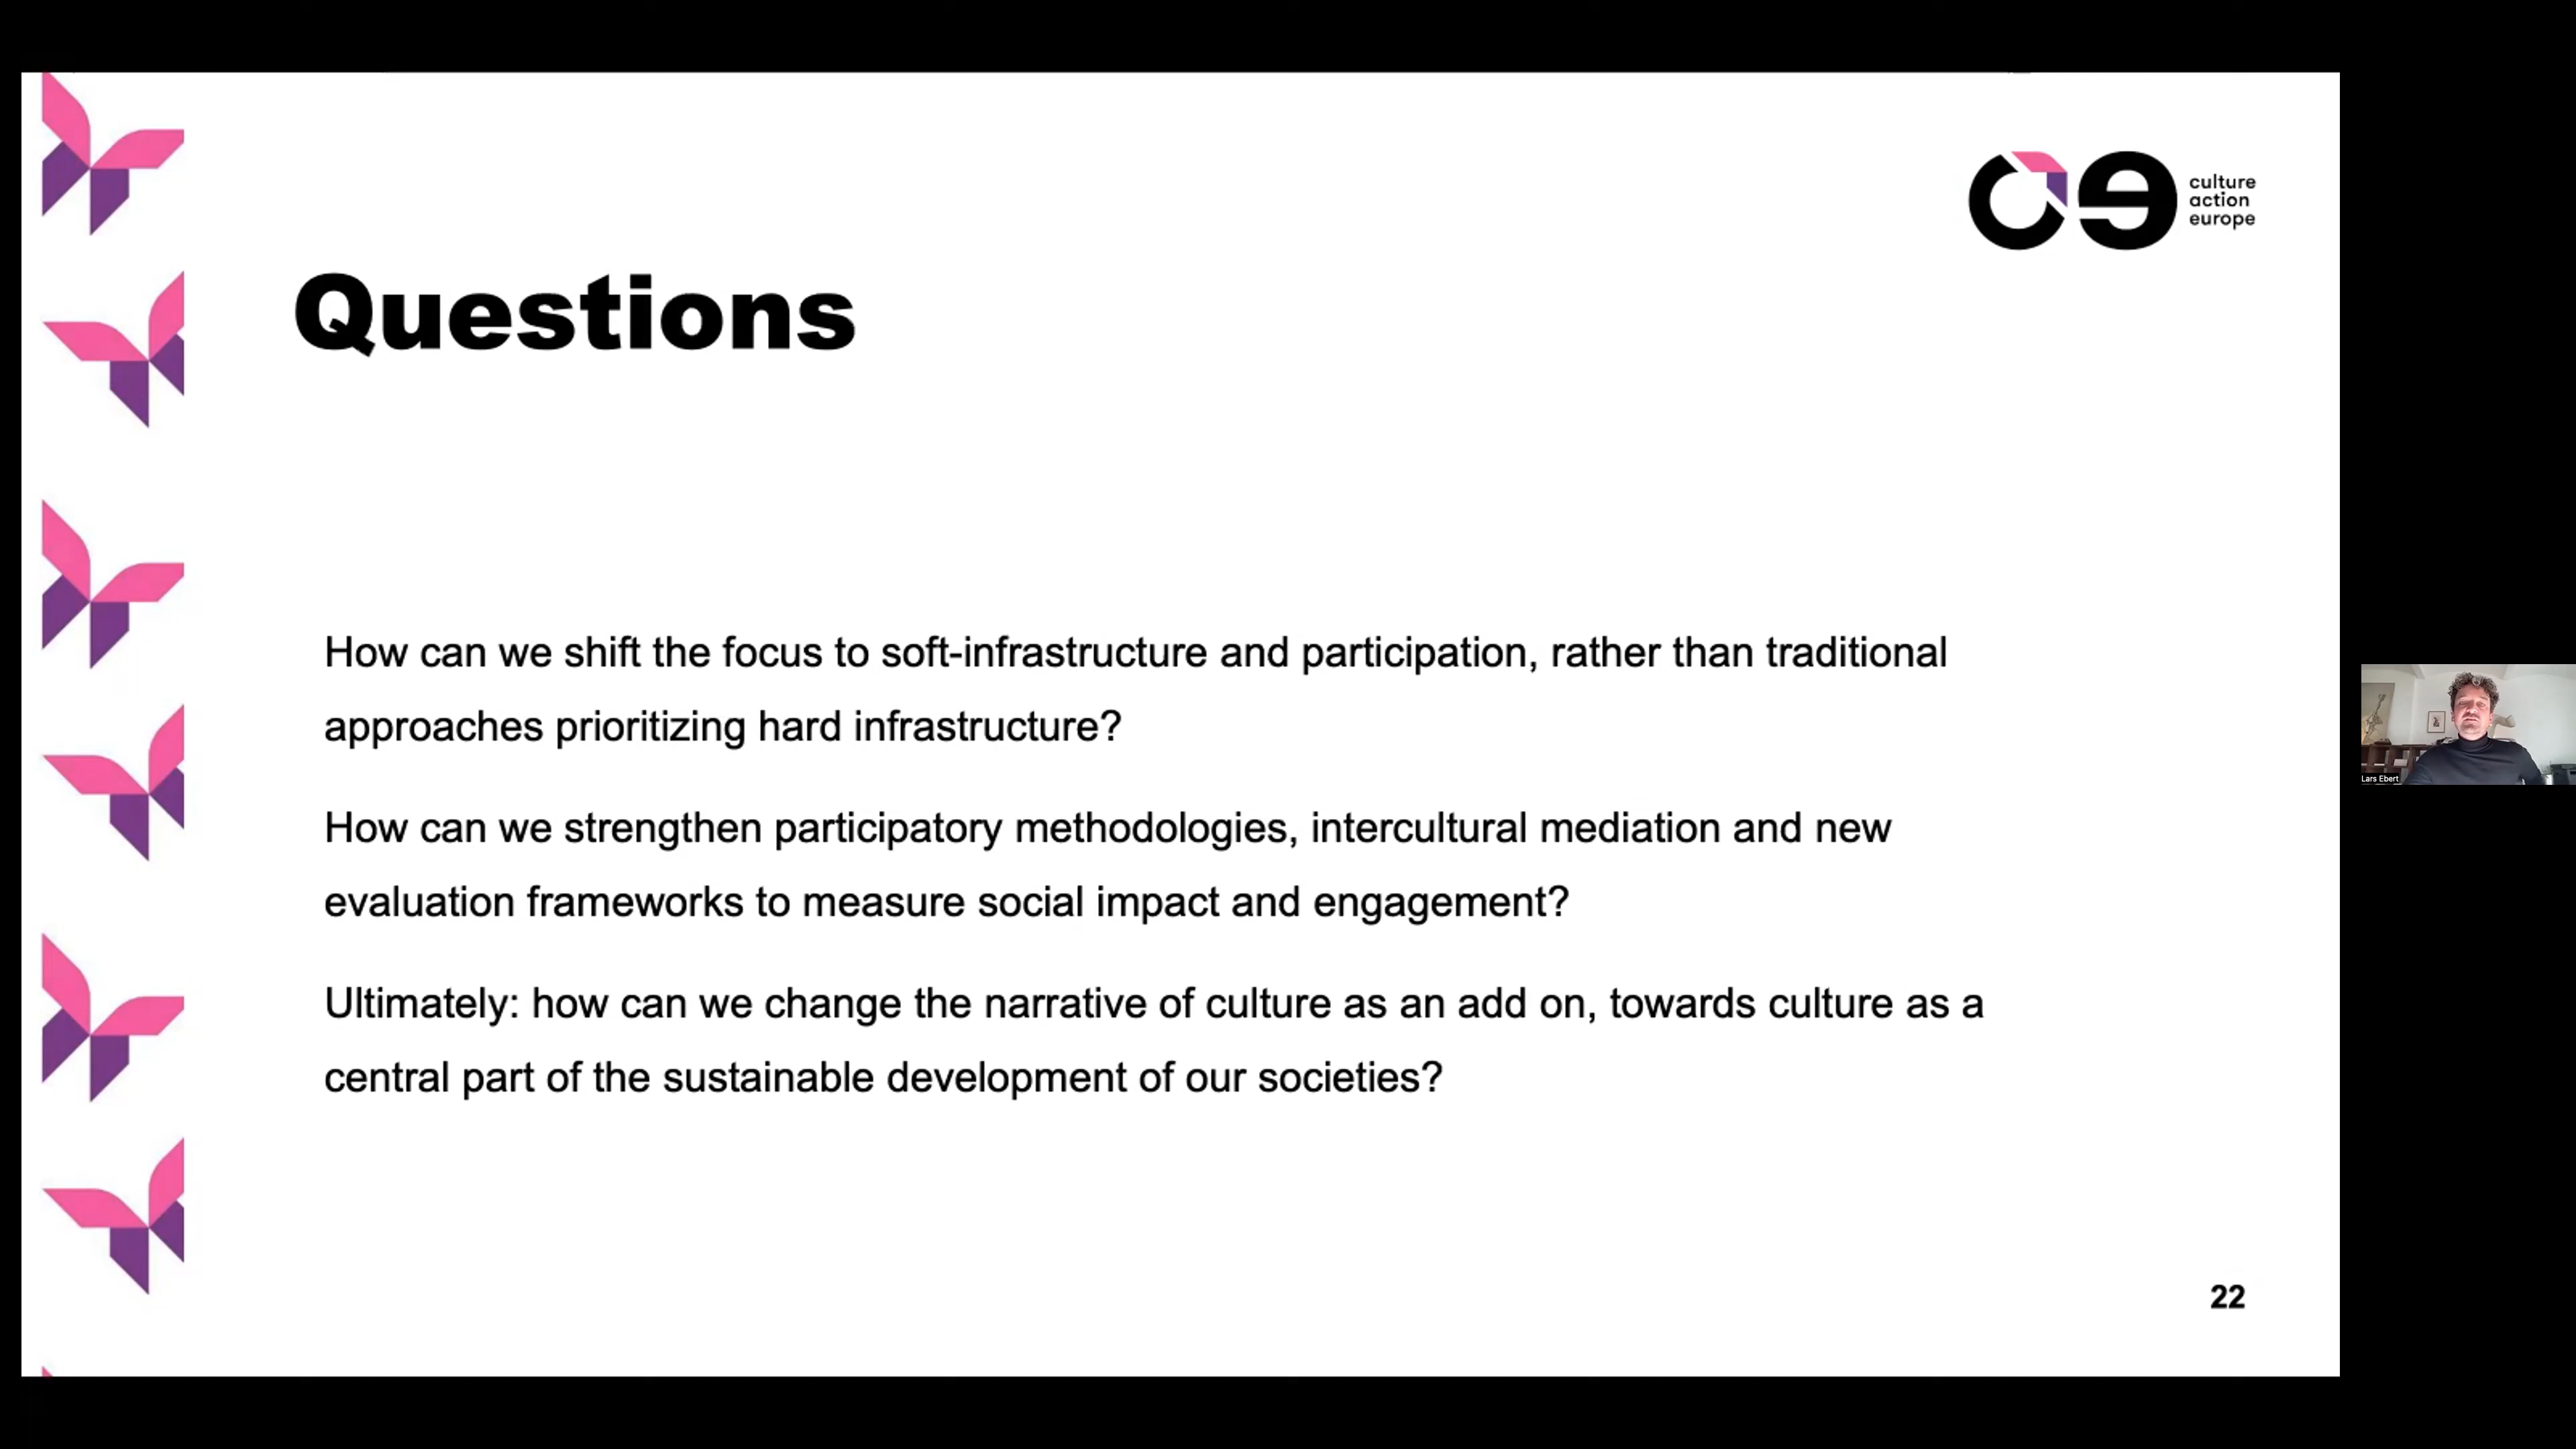 culture
action
europe
Questions
How can we shift the focus to soft-infrastructure and participation, rather than traditional
approaches prioritizing hard infrastructure?
How can we strengthen participatory methodologies, intercultural mediation and new
evaluation frameworks to measure social impact and engagement?
Ultimately: how can we change the narrative of culture as an add on, towards culture as a
central part of the sustainable development of our societies?
Lars Ebert
22